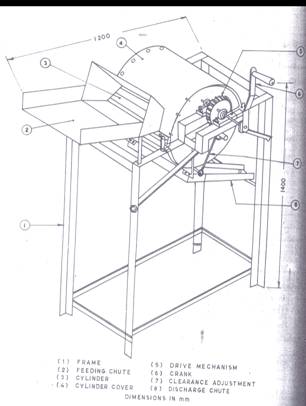 1200
4
3
5
6
2
7
1400
1
8
(1) FRAME
(2) FEEDING CHUTE
(3) CYLINDER
(4) CYLINDER COVER
(5) DRIVE MECHANISM
(6) CRANK
(7) CLEARANCE ADJUSTMENT
(8) DISCHARGE CHUTE
DIMENSIONS IN mm